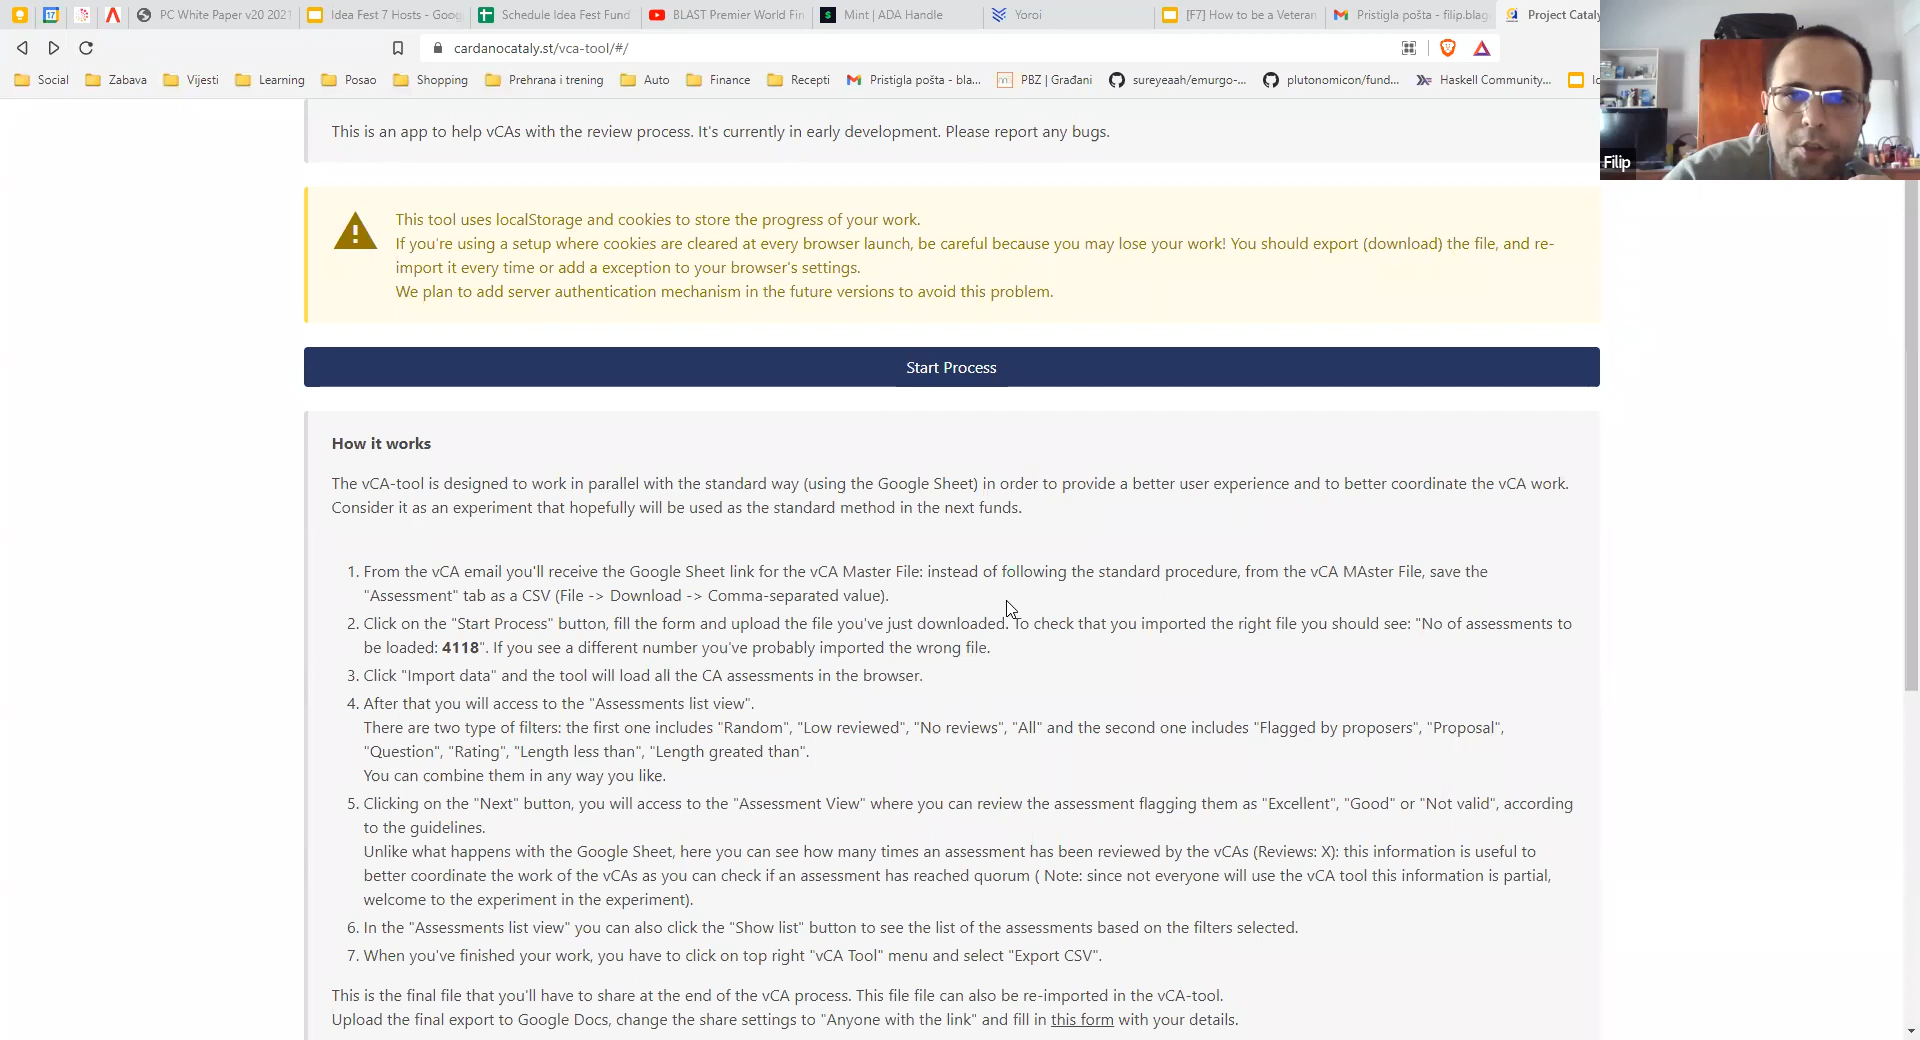 PC White Paper v20 2021
Idea Fest 7 Hosts - Goog
Schedule Idea Fest Fund
BLAST Premier World Fin
Mint | ADA Handle
Yoroi
[F7] How to be a Veteran
Pristigla pošta - filip.blag
Project Cataly
cardanocataly.st/vca-tool/#/
Social
Zabava
Vijesti
Learning
Posao
Shopping
Prehrana i trening
Auto
Finance
Recepti
Pristigla pošta - bla...
PBZ | Građani
sureyeaah/emurgo-...
plutonomicon/fund...
Haskell Community...
Filip
This is an app to help vCAs with the review process. It's currently in early development. Please report any bugs.
This tool uses localStorage and cookies to store the progress of your work.
If you're using a setup where cookies are cleared at every browser launch, be careful because you may lose your work! You should export (download) the file, and re-
import it every time or add a exception to your browser's settings.
We plan to add server authentication mechanism in the future versions to avoid this problem.
Start Process
How it works
The vCA-tool is designed to work in parallel with the standard way (using the Google Sheet) in order to provide a better user experience and to better coordinate the vCA work.
Consider it as an experiment that hopefully will be used as the standard method in the next funds.
1. From the vCA email you'll receive the Google Sheet link for the vCA Master File: instead of following the standard procedure, from the vCA MAster File, save the
"Assessment" tab as a CSV (File -> Download -> Comma-separated value).
2. Click on the "Start Process" button, fill the form and upload the file you've just downloaded. To check that you imported the right file you should see: "No of assessments to
be loaded: 4118". If you see a different number you've probably imported the wrong file.
3. Click "Import data" and the tool will load all the CA assessments in the browser.
4. After that you will access to the "Assessments list view".
There are two type of filters: the first one includes "Random", "Low reviewed", "No reviews", "All" and the second one includes "Flagged by proposers", "Proposal",
"Question", "Rating", "Length less than", "Length greated than".
You can combine them in any way you like.
5. Clicking on the "Next" button, you will access to the "Assessment View" where you can review the assessment flagging them as "Excellent", "Good" or "Not valid", according
to the guidelines.
Unlike what happens with the Google Sheet, here you can see how many times an assessment has been reviewed by the vCAs (Reviews: X): this information is useful to
better coordinate the work of the vCAs as you can check if an assessment has reached quorum ( Note: since not everyone will use the vCA tool this information is partial,
welcome to the experiment in the experiment).
6. In the "Assessments list view" you can also click the "Show list" button to see the list of the assessments based on the filters selected.
7. When you've finished your work, you have to click on top right "vCA Tool" menu and select "Export CSV".
This is the final file that you'll have to share at the end of the vCA process. This file file can also be re-imported in the vCA-tool.
Upload the final export to Google Docs, change the share settings to "Anyone with the link" and fill in this form with your details.